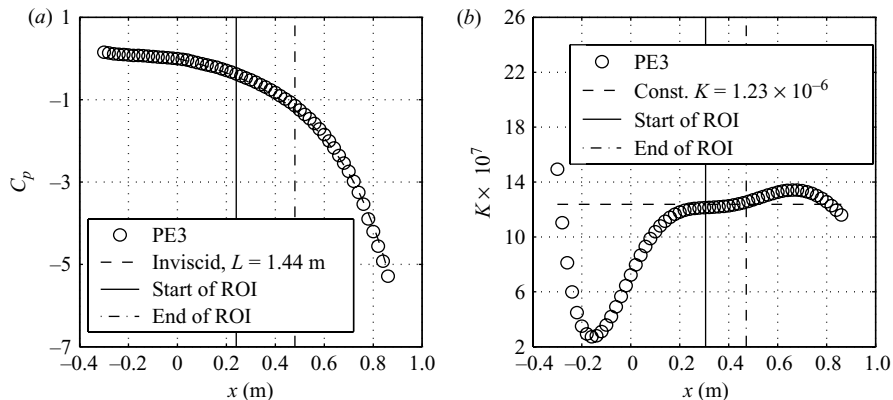 (a)
1
−1
−3
−5
−7
C_p
PE3
Inviscid, L = 1.44 m
Start of ROI
End of ROI
−0.4 −0.2 0 0.2 0.4 0.6 0.8 1.0
x (m)
(b)
26
22
18
14
10
6
2
K × 10⁷
PE3
Const. K = 1.23 × 10⁻⁶
Start of ROI
End of ROI
−0.4 −0.2 0 0.2 0.4 0.6 0.8 1.0
x (m)